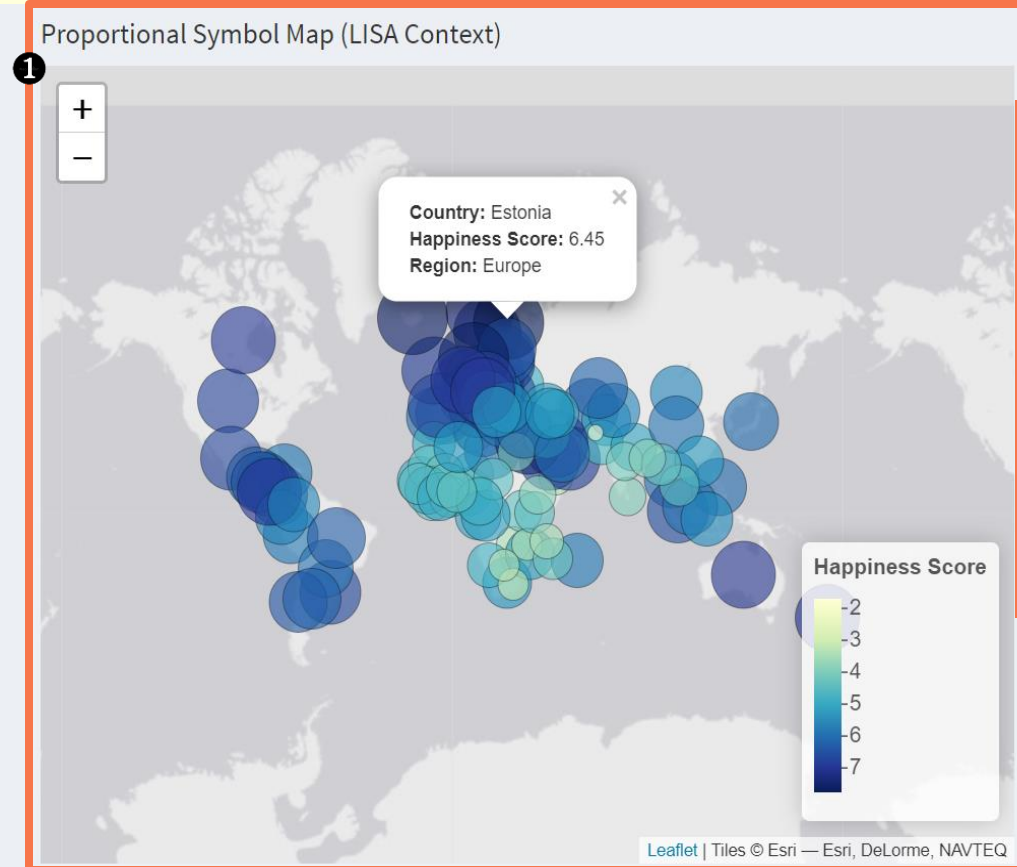 Proportional Symbol Map (LISA Context)
❶
+
−
×
Country: Estonia
Happiness Score: 6.45
Region: Europe
Happiness Score
-2
-3
-4
-5
-6
-7
Leaflet | Tiles © Esri — Esri, DeLorme, NAVTEQ